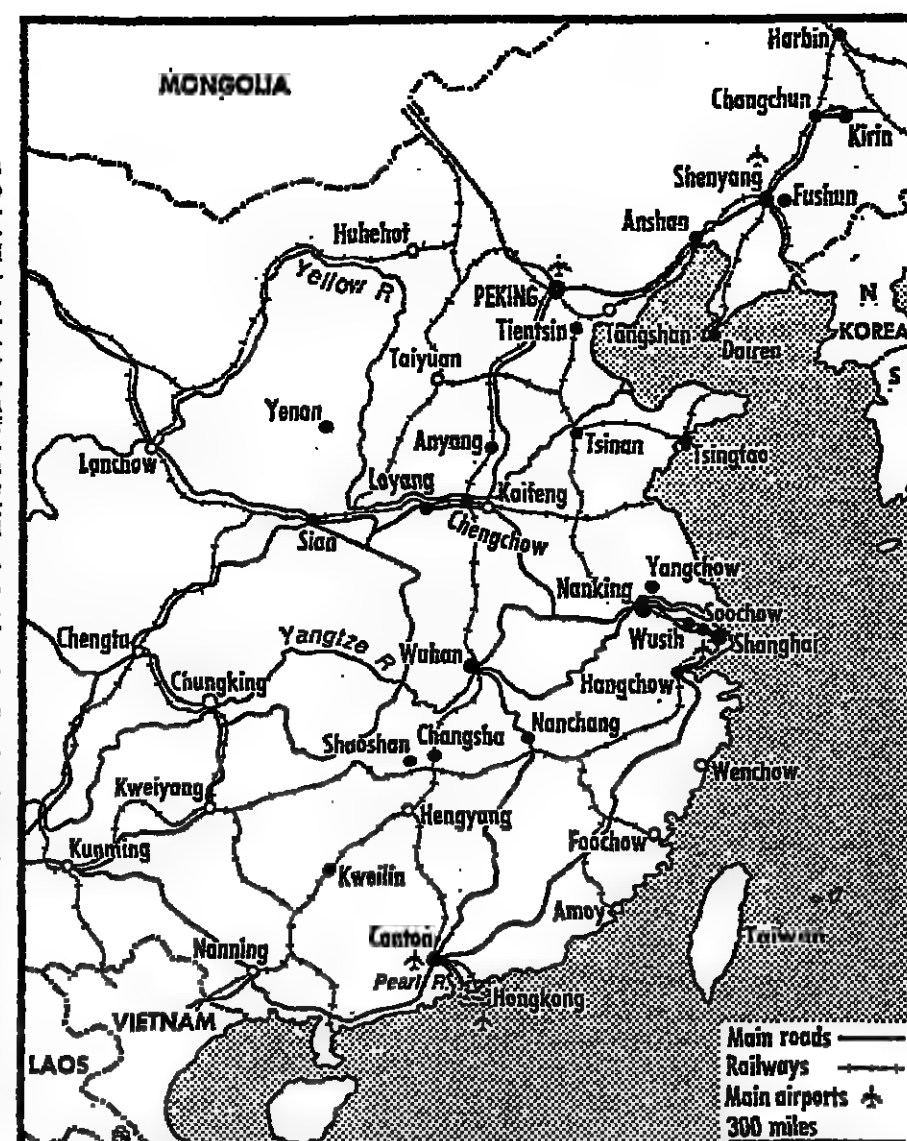 Harbin
MONGOLIA
Changchun
Kirin
Shenyang
Fushun
Anshan
Huhehot
Yellow R
PEKING
N
KOREA
S
Tientsin
Tangshan
Dairen
Taiyuan
Yenan
Anyang
Tsinan
Tsingtao
Lanchow
Loyang
Kaifeng
Chengchow
Sian
Yangchow
Nanking
Soochow
Wusih
Shanghai
Chengtu
Yangtze R
Wuhan
Hangchow
Chungking
Shaoshan
Changsha
Nanchang
Wenchow
Kweiyang
Hengyang
Foochow
Kunming
Kweilin
Amoy
Canton
Taiwan
Nanning
Pearl R.
Hongkong
VIETNAM
LAOS
Main roads
Railways
Main airports
300 miles